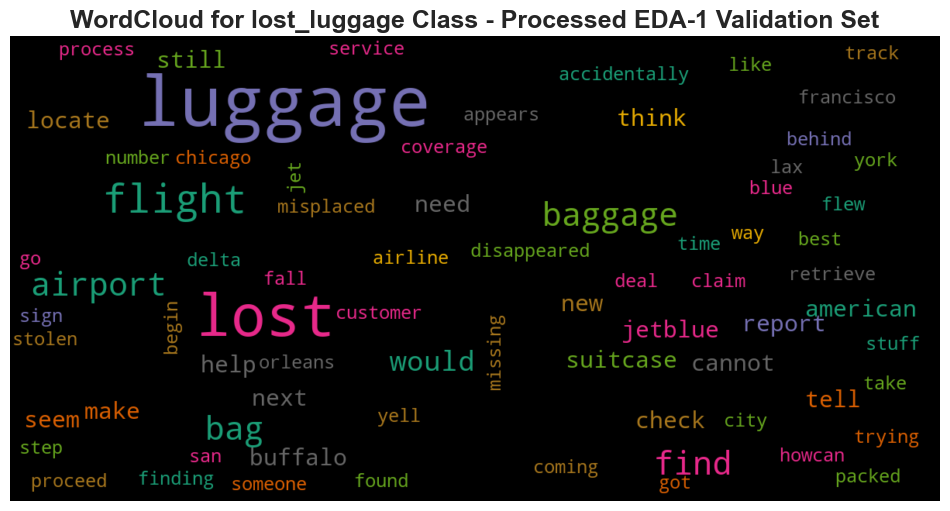 WordCloud for lost_luggage Class - Processed EDA-1 Validation Set
process
still
service
accidentally
like
track
luggage
appears
francisco
locate
think
behind
coverage
number
chicago
jet
lax
york
flight
misplaced
need
baggage
blue
flew
time
way
best
disappeared
go
delta
airline
airport
fall
deal
claim
retrieve
sign
begin
lost
customer
new
american
stolen
missing
jetblue
report
stuff
help
orleans
would
suitcase
cannot
next
take
seem
make
bag
yell
check
city
tell
trying
step
san
buffalo
coming
find
howcan
proceed
finding
someone
found
got
packed